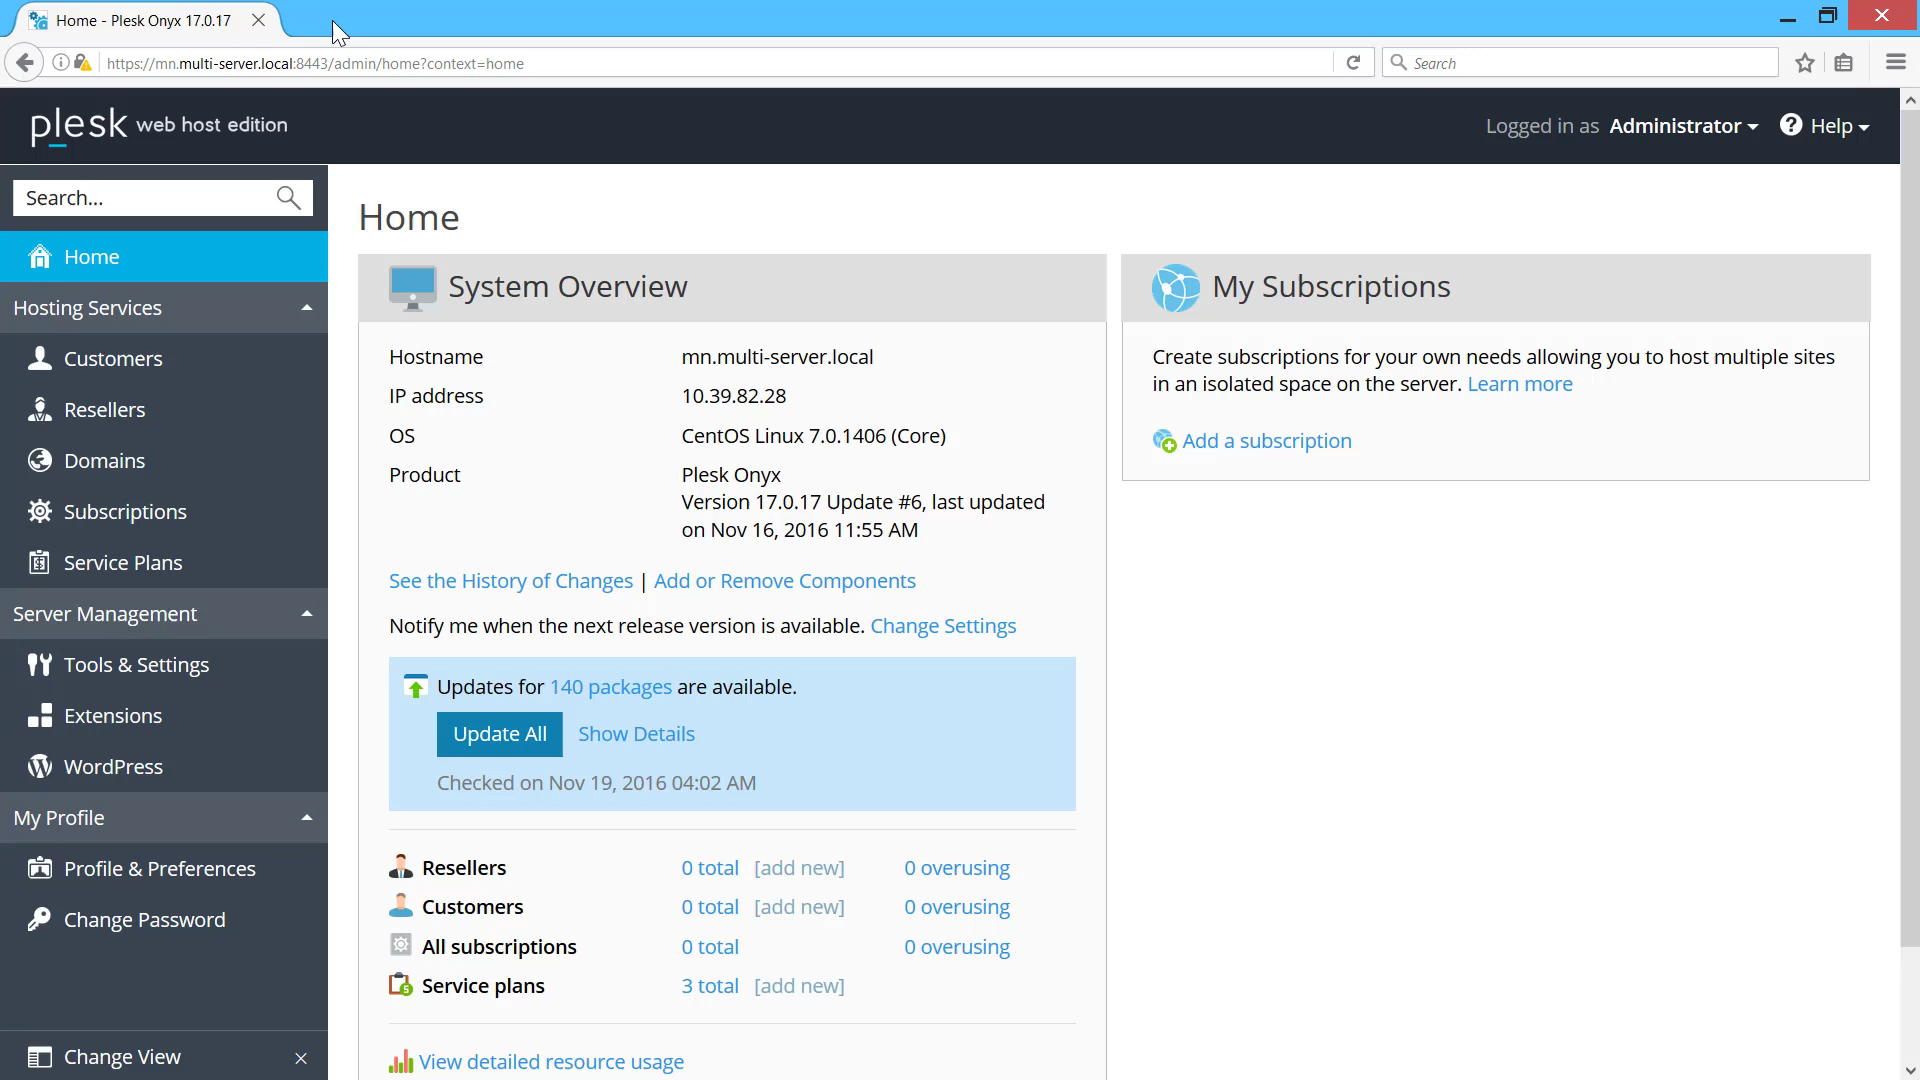 Home - Plesk Onyx 17.0.17
https://mn.multi-server.local:8443/admin/home?context=home
Search
plesk web host edition
Logged in as Administrator
Help
Search...
Home
Hosting Services
Customers
Resellers
Domains
Subscriptions
Service Plans
Server Management
Tools & Settings
Extensions
WordPress
My Profile
Profile & Preferences
Change Password
Change View
Home
System Overview
Hostname mn.multi-server.local
IP address 10.39.82.28
OS CentOS Linux 7.0.1406 (Core)
Product Plesk Onyx
Version 17.0.17 Update #6, last updated
on Nov 16, 2016 11:55 AM
See the History of Changes | Add or Remove Components
Notify me when the next release version is available. Change Settings
Updates for 140 packages are available.
Update All Show Details
Checked on Nov 19, 2016 04:02 AM
Resellers 0 total [add new] 0 overusing
Customers 0 total [add new] 0 overusing
All subscriptions 0 total 0 overusing
Service plans 3 total [add new]
View detailed resource usage
My Subscriptions
Create subscriptions for your own needs allowing you to host multiple sites
in an isolated space on the server. Learn more
Add a subscription